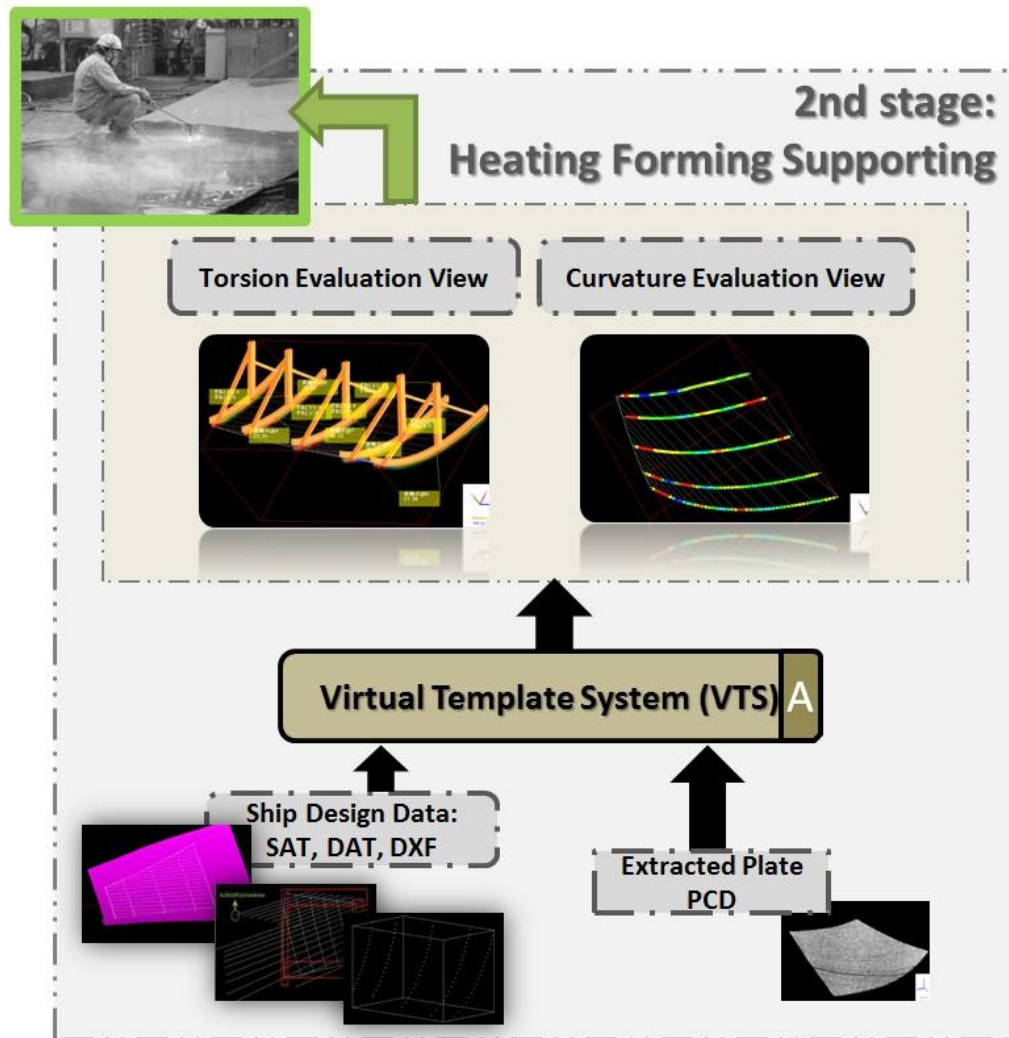 2nd stage:
Heating Forming Supporting
Torsion Evaluation View
Curvature Evaluation View
Virtual Template System (VTS)
A
Ship Design Data:
SAT, DAT, DXF
Extracted Plate
PCD